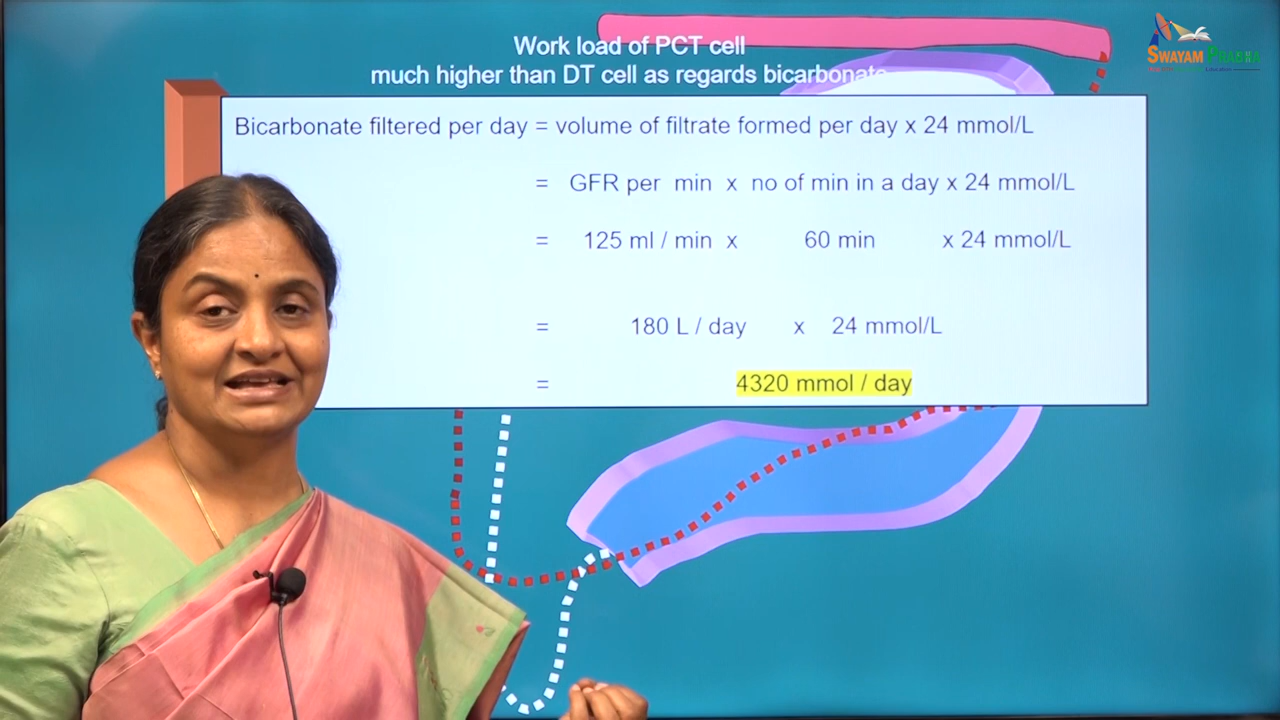 Work load of PCT cell
much higher than DT cell as regards bicarbonate
SWAYAM PRABHA
Bicarbonate filtered per day = volume of filtrate formed per day x 24 mmol/L
= GFR per min x no of min in a day x 24 mmol/L
= 125 ml / min x 60 min x 24 mmol/L
= 180 L / day x 24 mmol/L
= 4320 mmol / day